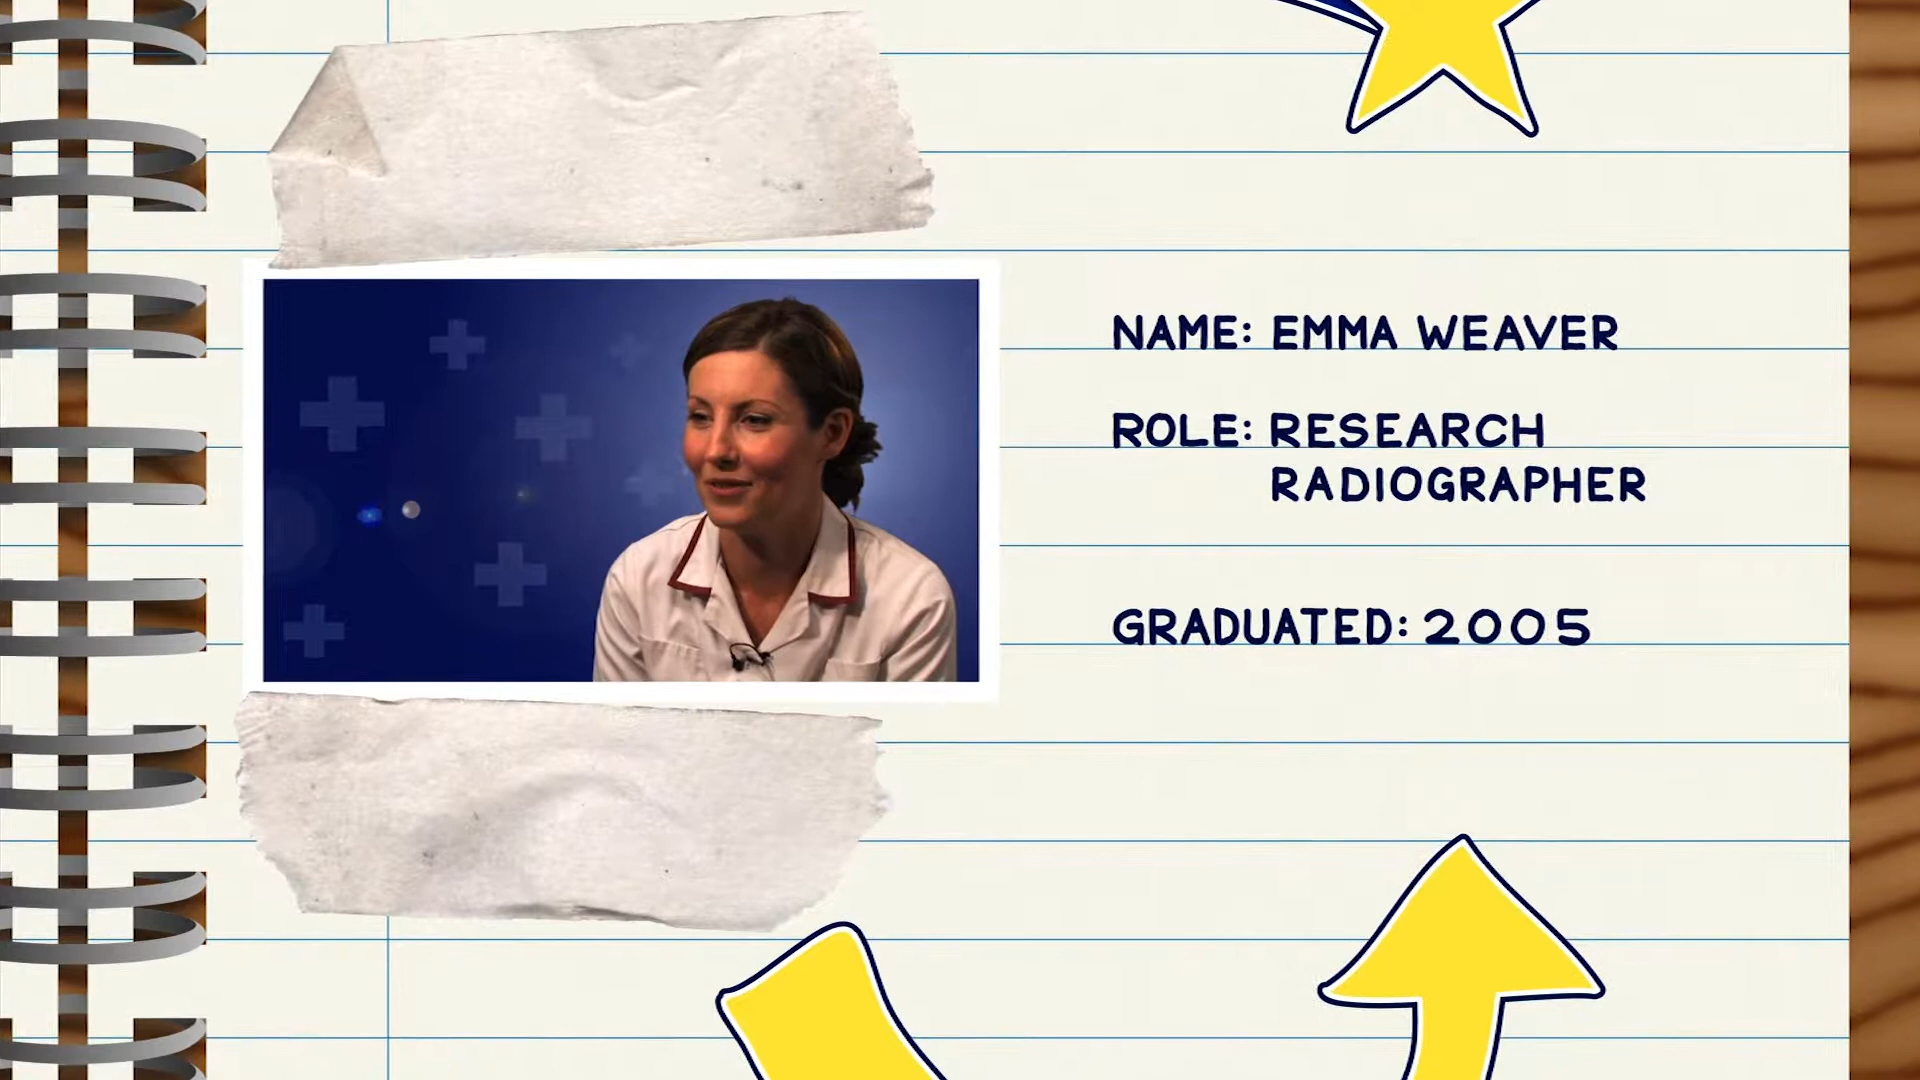 NAME: EMMA WEAVER
ROLE: RESEARCH
RADIOGRAPHER
GRADUATED: 2005